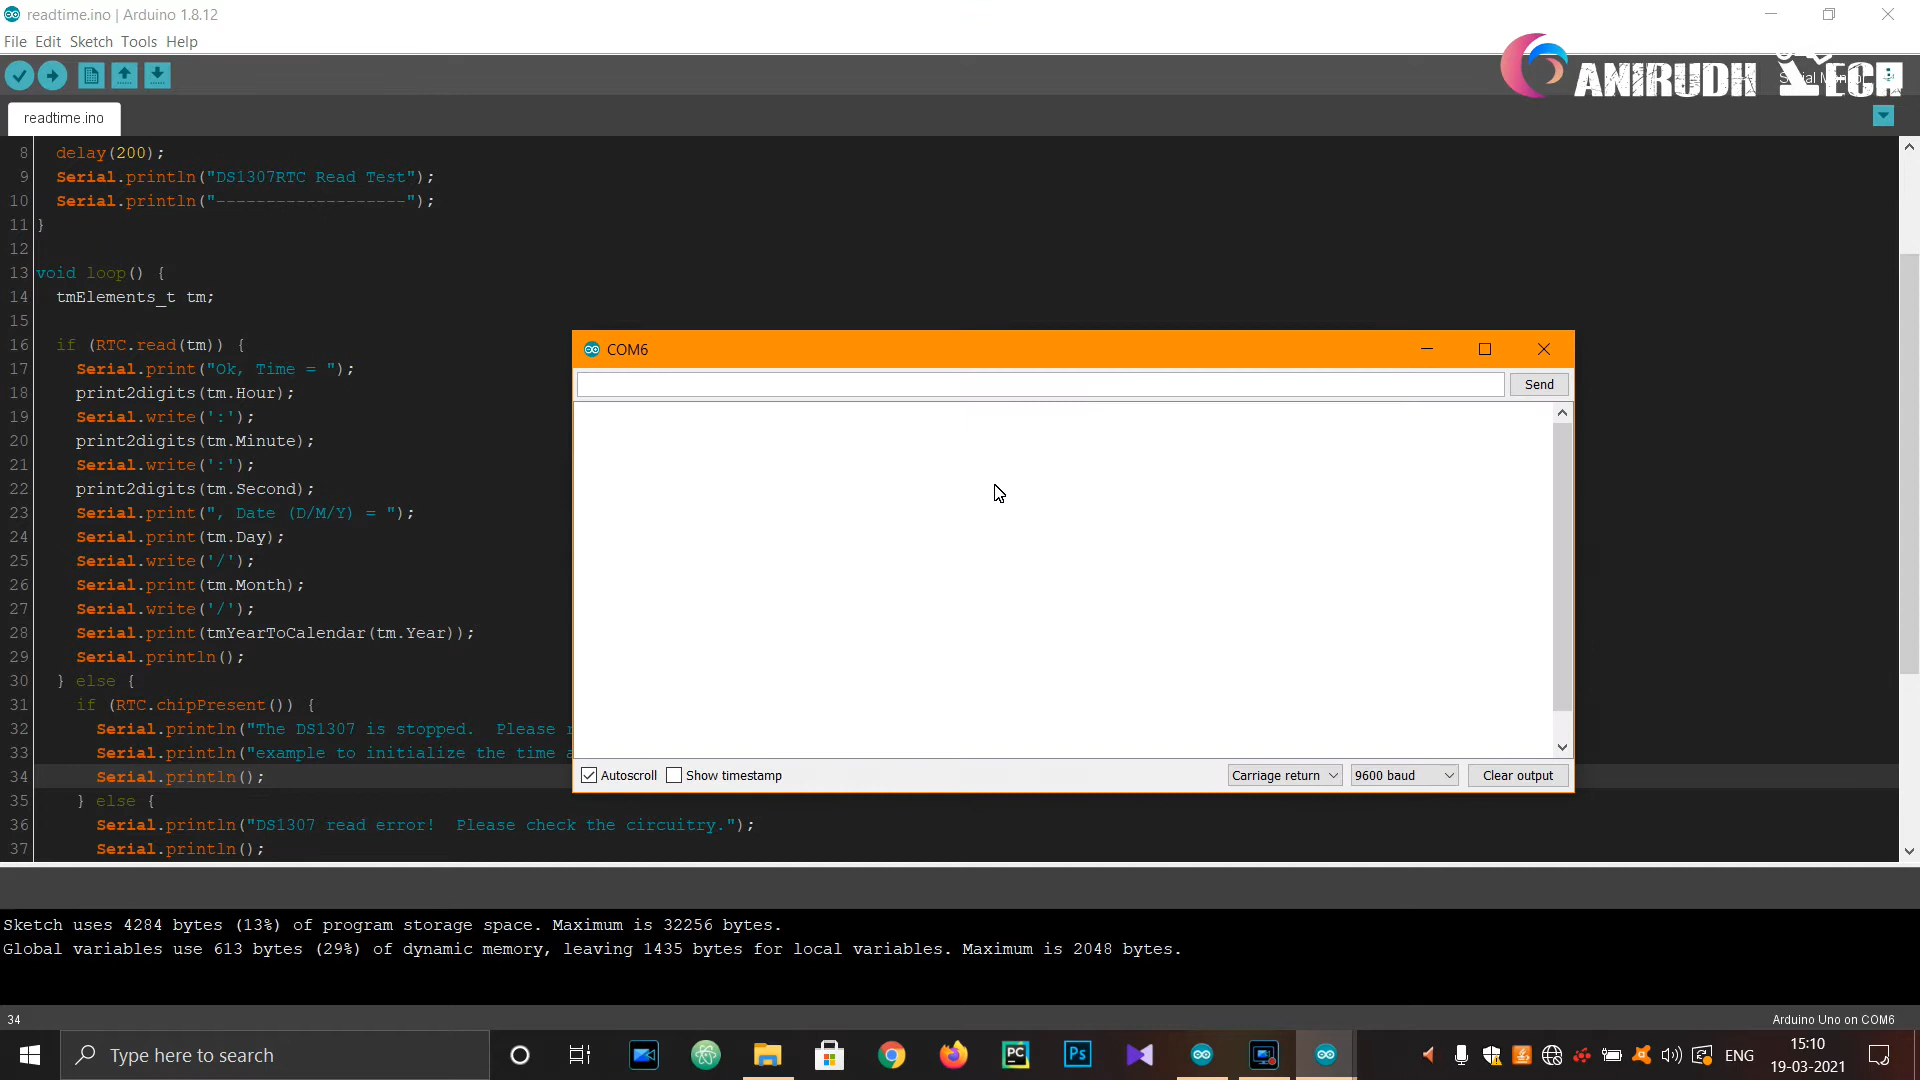 readtime.ino | Arduino 1.8.12
File Edit Sketch Tools Help
ANIRUDH TECH
readtime.ino
8 delay(200);
9 Serial.println("DS1307RTC Read Test");
10 Serial.println("-------------------");
11 }
12
13 void loop() {
14 tmElements_t tm;
15
16 if (RTC.read(tm)) {
17 Serial.print("Ok, Time = ");
18 print2digits(tm.Hour);
19 Serial.write(':');
20 print2digits(tm.Minute);
21 Serial.write(':');
22 print2digits(tm.Second);
23 Serial.print(", Date (D/M/Y) = ");
24 Serial.print(tm.Day);
25 Serial.write('/');
26 Serial.print(tm.Month);
27 Serial.write('/');
28 Serial.print(tmYearToCalendar(tm.Year));
29 Serial.println();
30 } else {
31 if (RTC.chipPresent()) {
32 Serial.println("The DS1307 is stopped.  Please
33 Serial.println("example to initialize the time
34 Serial.println();
35 } else {
36 Serial.println("DS1307 read error!  Please check the circuitry.");
37 Serial.println();
COM6
Send
Autoscroll Show timestamp Carriage return 9600 baud Clear output
Sketch uses 4284 bytes (13%) of program storage space. Maximum is 32256 bytes.
Global variables use 613 bytes (29%) of dynamic memory, leaving 1435 bytes for local variables. Maximum is 2048 bytes.
34 Arduino Uno on COM6
Type here to search
PC
Ps
ENG
15:10
19-03-2021